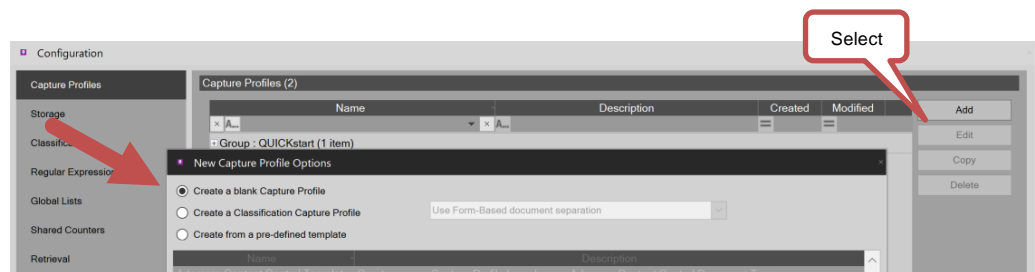 Select
Configuration
Capture Profiles
Capture Profiles (2)
Name Description Created Modified
Add
Storage
A...
A...
Edit
Group : QUICKstart (1 item)
New Capture Profile Options
Copy
Regular Expression
Create a blank Capture Profile
Delete
Global Lists
Create a Classification Capture Profile
Use Form-Based document separation
Shared Counters
Create from a pre-defined template
Retrieval
Name Description